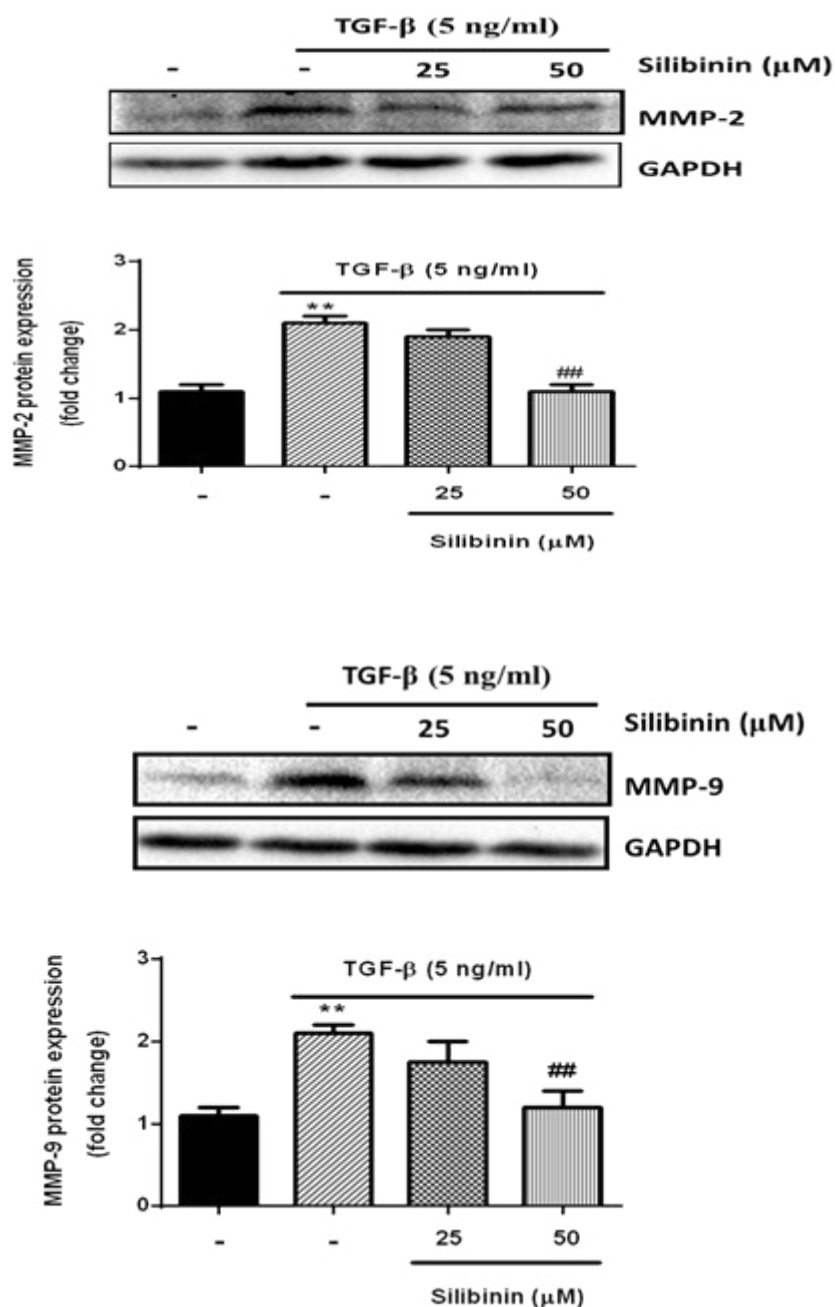 TGF-β (5 ng/ml)
- - 25 50 Silibinin (μM)
MMP-2
GAPDH
MMP-2 protein expression
(fold change)
3
2
1
0
TGF-β (5 ng/ml)
**
##
- - 25 50
Silibinin (μM)
TGF-β (5 ng/ml)
- - 25 50 Silibinin (μM)
MMP-9
GAPDH
MMP-9 protein expression
(fold change)
3
2
1
0
TGF-β (5 ng/ml)
**
##
- - 25 50
Silibinin (μM)